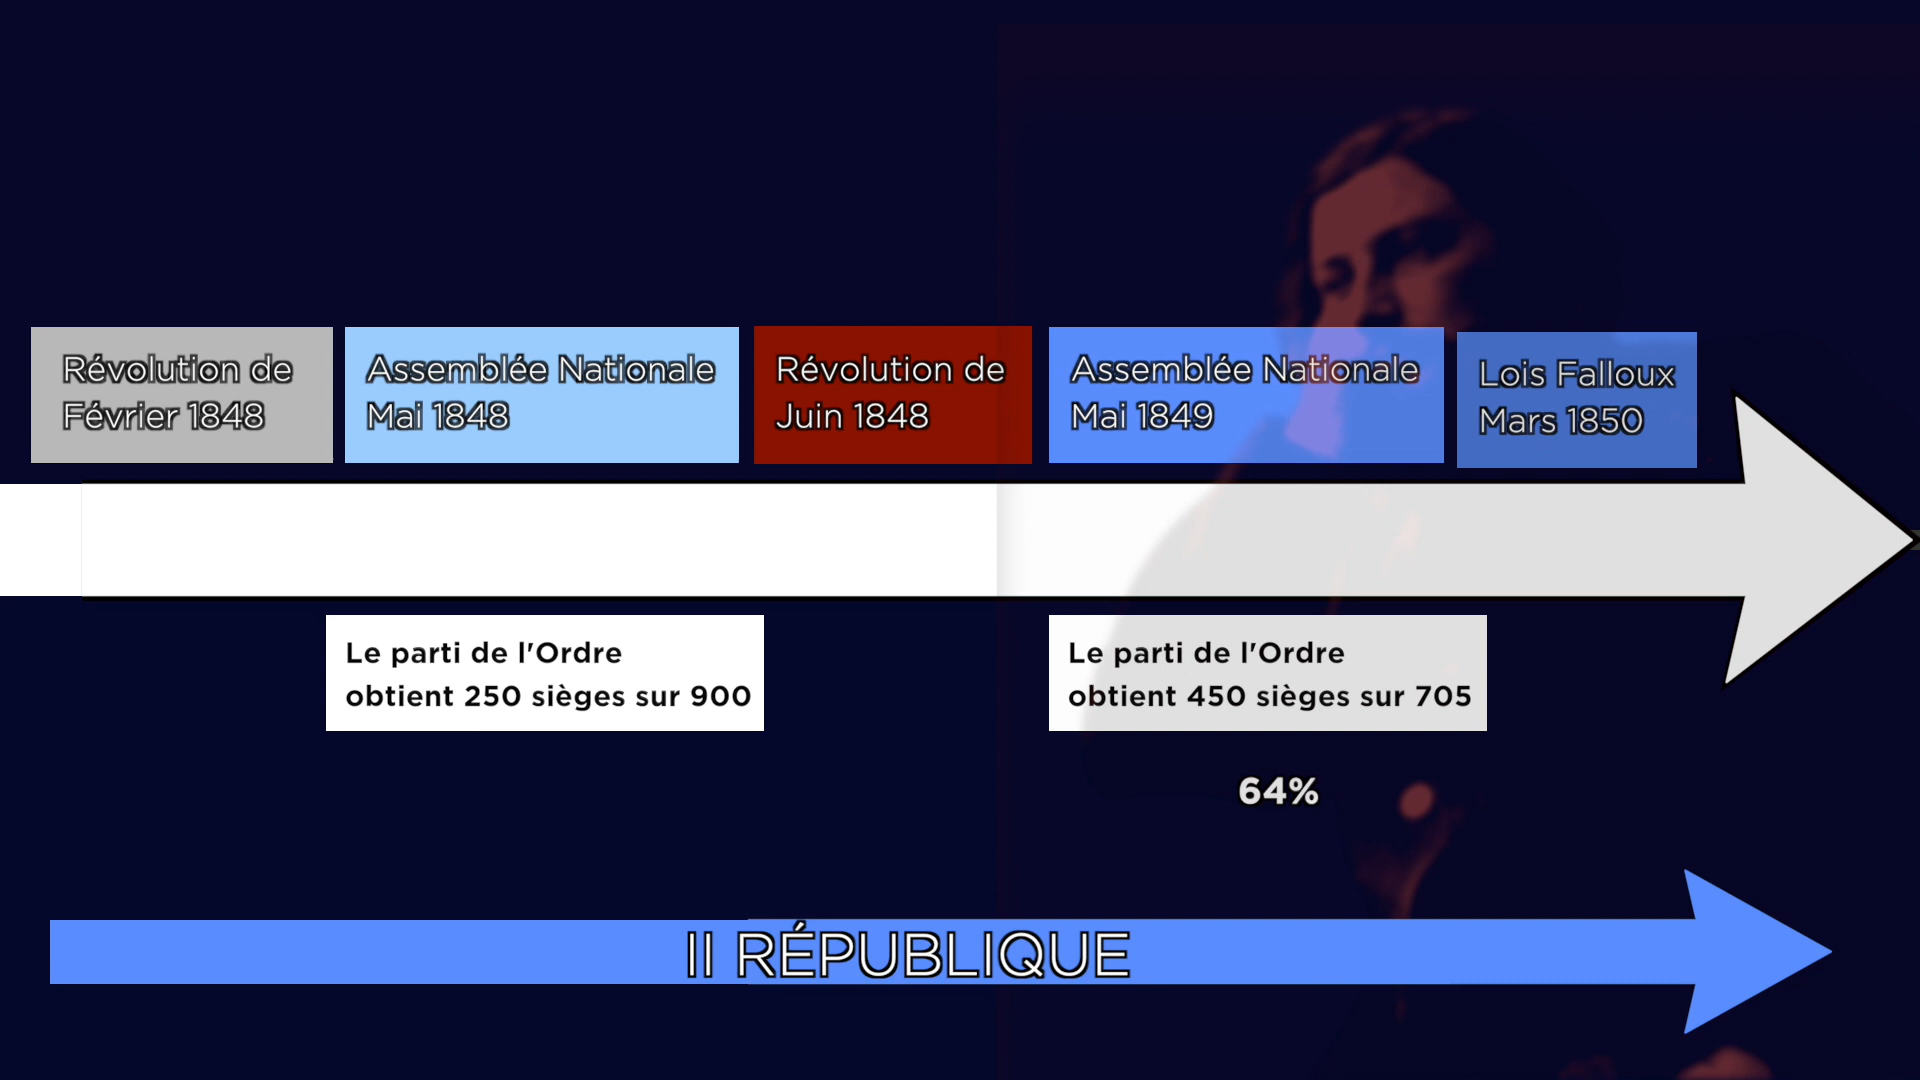 Révolution de
Février 1848
Assemblée Nationale
Mai 1848
Révolution de
Juin 1848
Assemblée Nationale
Mai 1849
Lois Falloux
Mars 1850
Le parti de l'Ordre
obtient 250 sièges sur 900
Le parti de l'Ordre
obtient 450 sièges sur 705
64%
II RÉPUBLIQUE